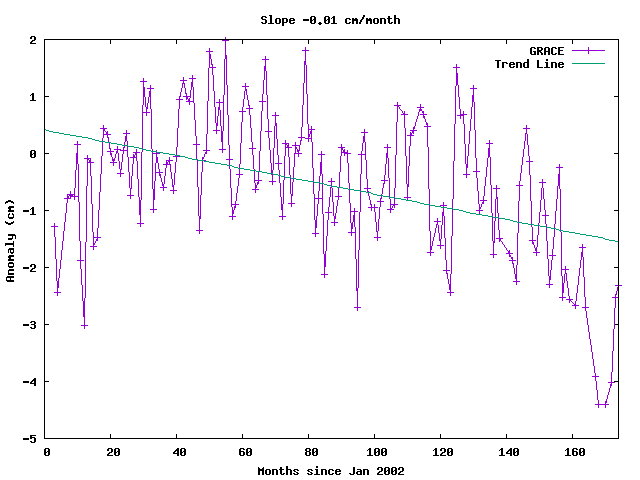 Slope -0.01 cm/month
GRACE
Trend Line
2
1
0
-1
-2
-3
-4
-5
Anomaly (cm)
0 20 40 60 80 100 120 140 160
Months since Jan 2002